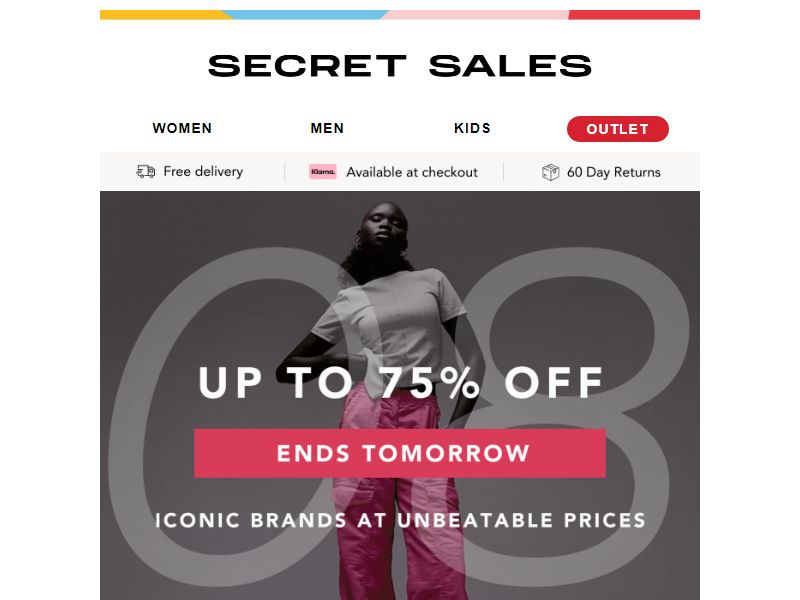 SECRET SALES
WOMEN MEN KIDS OUTLET
Free delivery Klarna. Available at checkout 60 Day Returns
08
UP TO 75% OFF
ENDS TOMORROW
ICONIC BRANDS AT UNBEATABLE PRICES